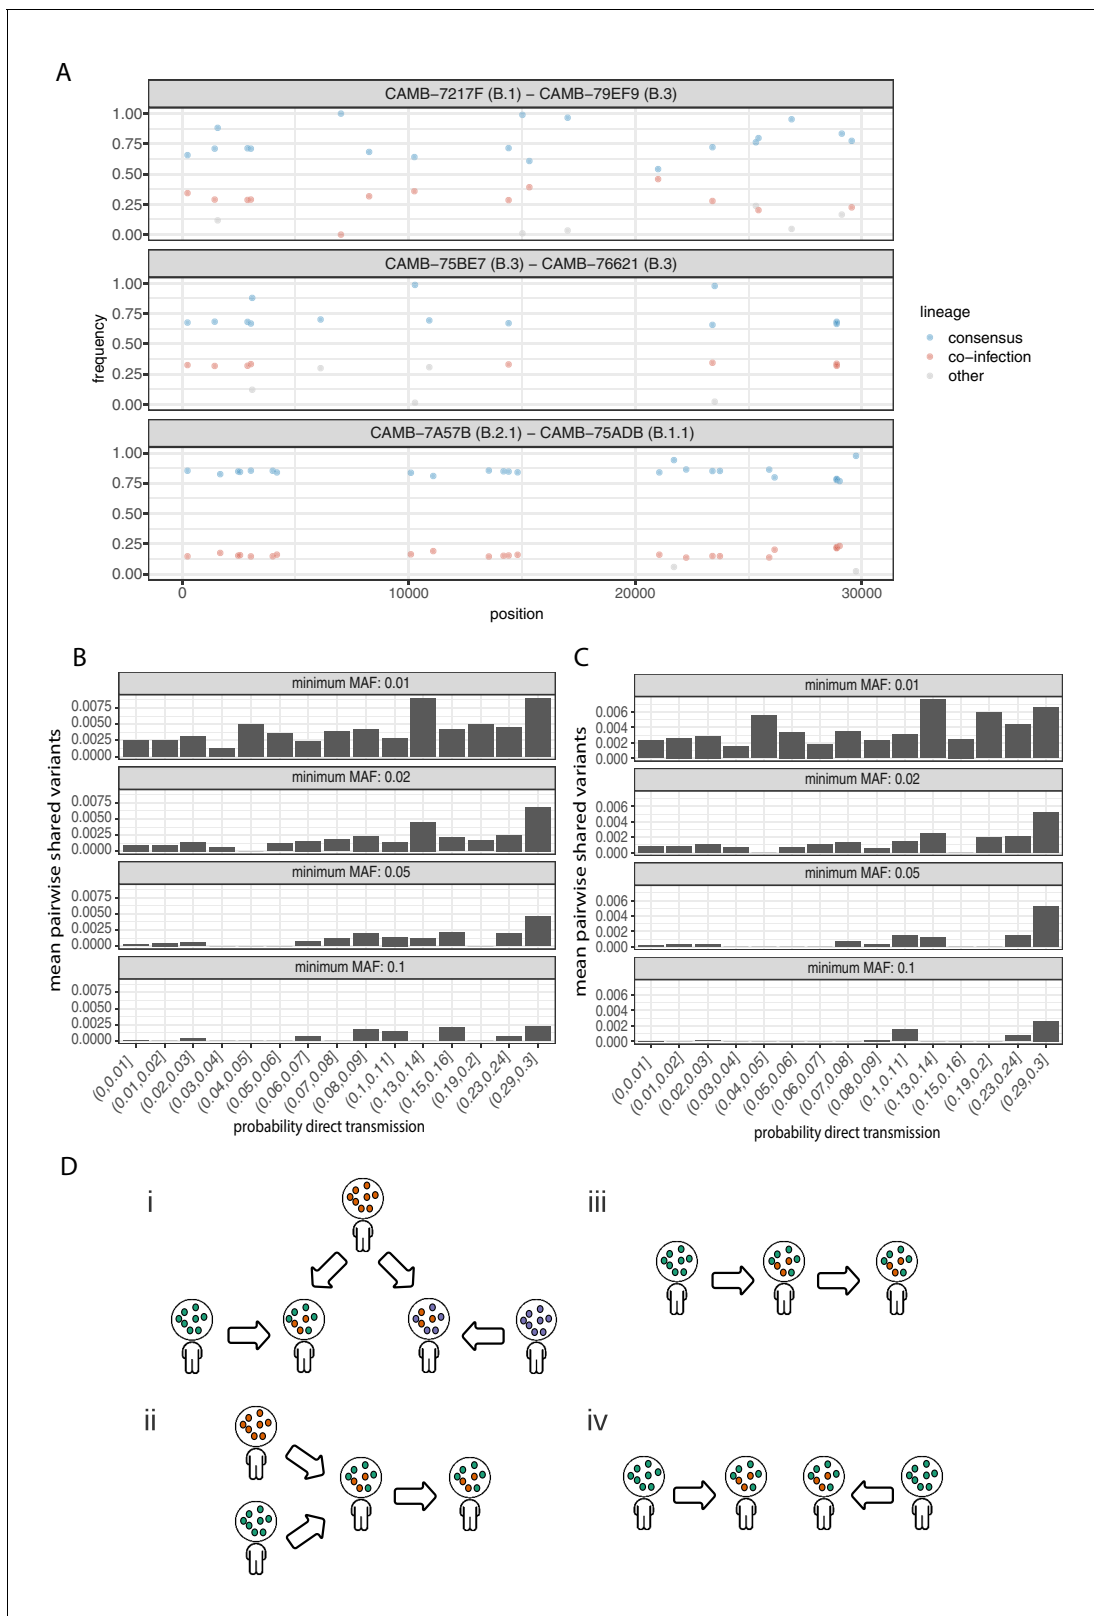 A
CAMB−7217F (B.1) − CAMB−79EF9 (B.3)
1.00
0.75
0.50
0.25
0.00
CAMB−75BE7 (B.3) − CAMB−76621 (B.3)
1.00
0.75
0.50
0.25
0.00
CAMB−7A57B (B.2.1) − CAMB−75ADB (B.1.1)
1.00
0.75
0.50
0.25
0.00
frequency
0 10000 20000 30000
position
lineage
consensus
co−infection
other
B
minimum MAF: 0.01
0.0075
0.0050
0.0025
0.0000
minimum MAF: 0.02
0.0075
0.0050
0.0025
0.0000
minimum MAF: 0.05
0.0075
0.0050
0.0025
0.0000
minimum MAF: 0.1
0.0075
0.0050
0.0025
0.0000
mean pairwise shared variants
(0,0.01]
(0.01,0.02]
(0.02,0.03]
(0.03,0.04]
(0.04,0.05]
(0.05,0.06]
(0.06,0.07]
(0.07,0.08]
(0.08,0.09]
(0.1,0.11]
(0.13,0.14]
(0.15,0.16]
(0.19,0.2]
(0.23,0.24]
(0.29,0.3]
probability direct transmission
C
minimum MAF: 0.01
0.006
0.004
0.002
0.000
minimum MAF: 0.02
0.006
0.004
0.002
0.000
minimum MAF: 0.05
0.006
0.004
0.002
0.000
minimum MAF: 0.1
0.006
0.004
0.002
0.000
mean pairwise shared variants
(0,0.01]
(0.01,0.02]
(0.02,0.03]
(0.03,0.04]
(0.04,0.05]
(0.05,0.06]
(0.06,0.07]
(0.07,0.08]
(0.08,0.09]
(0.1,0.11]
(0.13,0.14]
(0.15,0.16]
(0.19,0.2]
(0.23,0.24]
(0.29,0.3]
probability direct transmission
D
i
iii
ii
iv